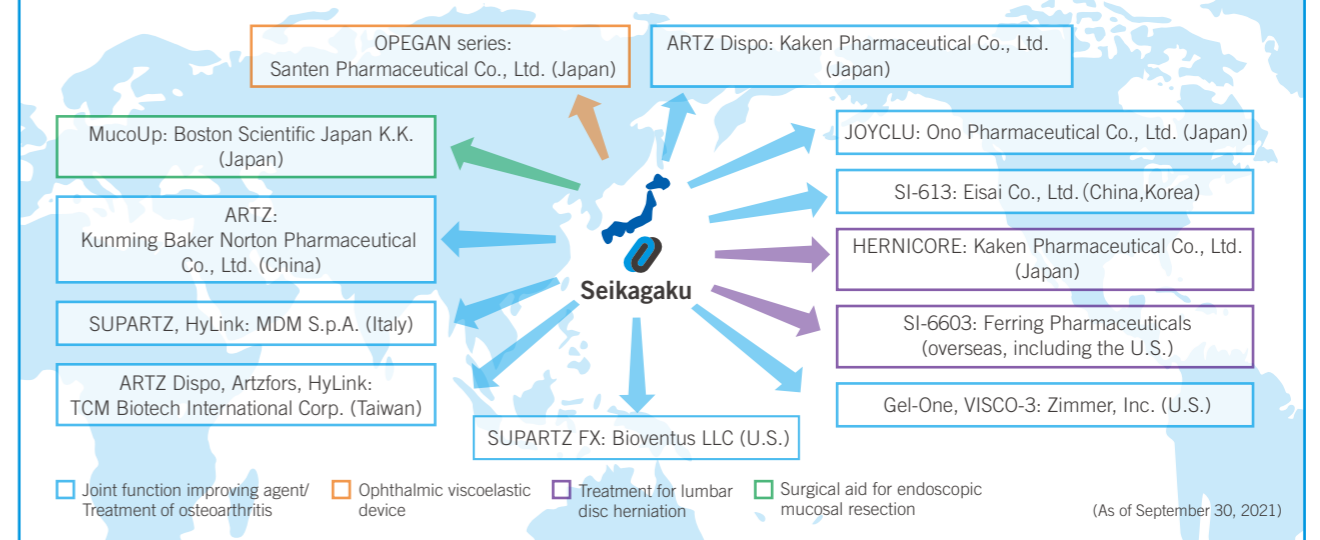 OPEGAN series:
Santen Pharmaceutical Co., Ltd. (Japan)
ARTZ Dispo: Kaken Pharmaceutical Co., Ltd.
(Japan)
MucoUp: Boston Scientific Japan K.K.
(Japan)
JOYCLU: Ono Pharmaceutical Co., Ltd. (Japan)
SI-613: Eisai Co., Ltd. (China,Korea)
ARTZ:
Kunming Baker Norton Pharmaceutical
Co., Ltd. (China)
HERNICORE: Kaken Pharmaceutical Co., Ltd.
(Japan)
Seikagaku
SUPARTZ, HyLink: MDM S.p.A. (Italy)
SI-6603: Ferring Pharmaceuticals
(overseas, including the U.S.)
ARTZ Dispo, Artzfors, HyLink:
TCM Biotech International Corp. (Taiwan)
Gel-One, VISCO-3: Zimmer, Inc. (U.S.)
SUPARTZ FX: Bioventus LLC (U.S.)
Joint function improving agent/
Treatment of osteoarthritis
Ophthalmic viscoelastic
device
Treatment for lumbar
disc herniation
Surgical aid for endoscopic
mucosal resection
(As of September 30, 2021)